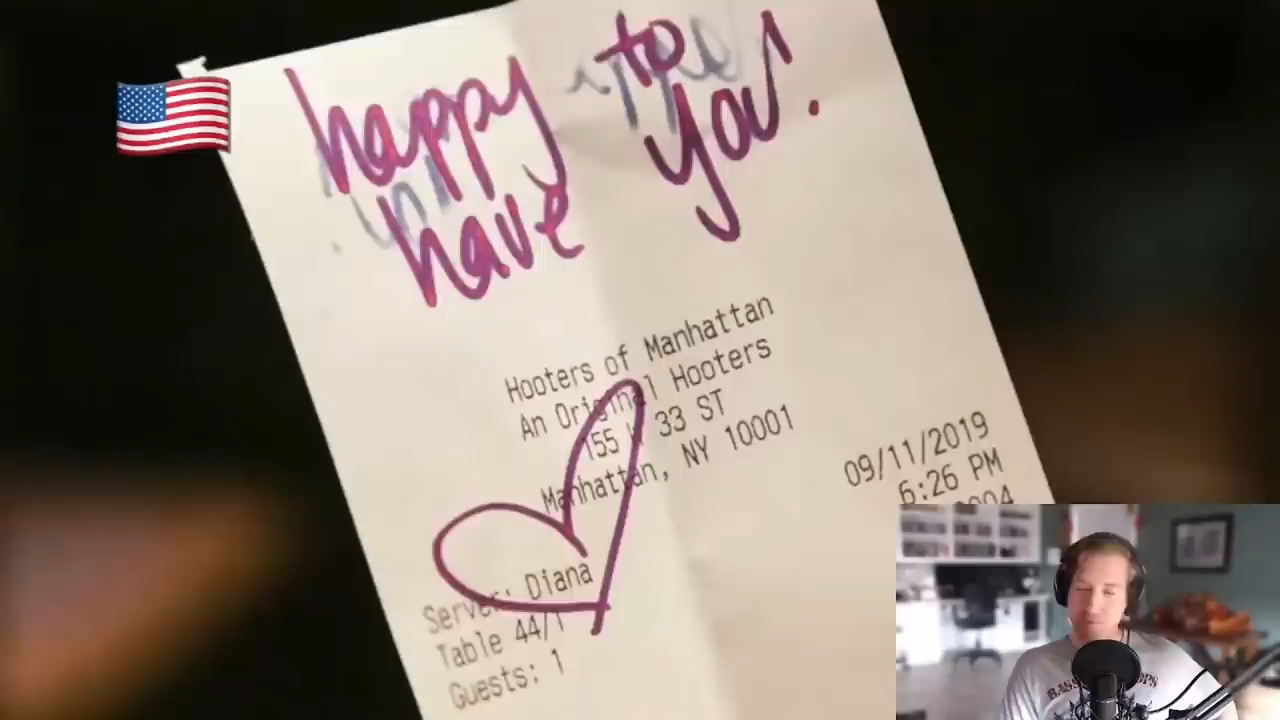 happy to
have you!
Hooters of Manhattan
An Original Hooters
155 W 33 ST
Manhattan, NY 10001
09/11/2019
6:26 PM
Server: Diana
Table 44/1
Guests: 1